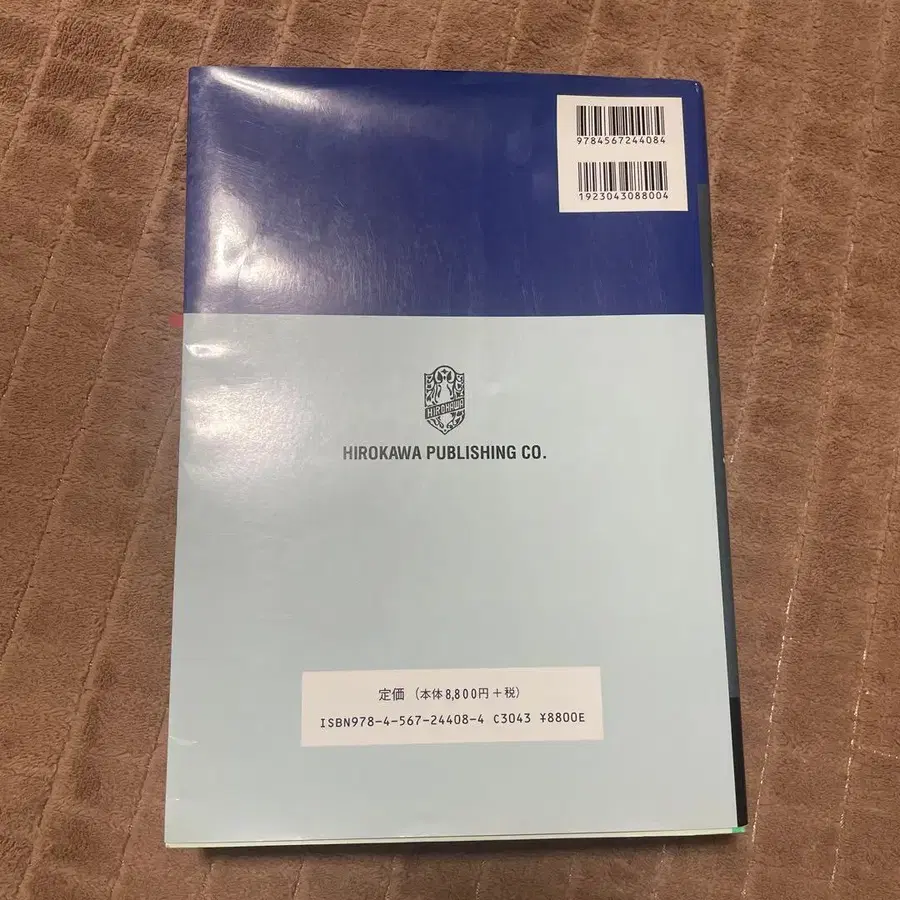 9784567244084
1923043088004
HIROKAWA
HIROKAWA PUBLISHING CO.
定価 (本体8,800円+税)
ISBN978-4-567-24408-4 C3043 ¥8800E